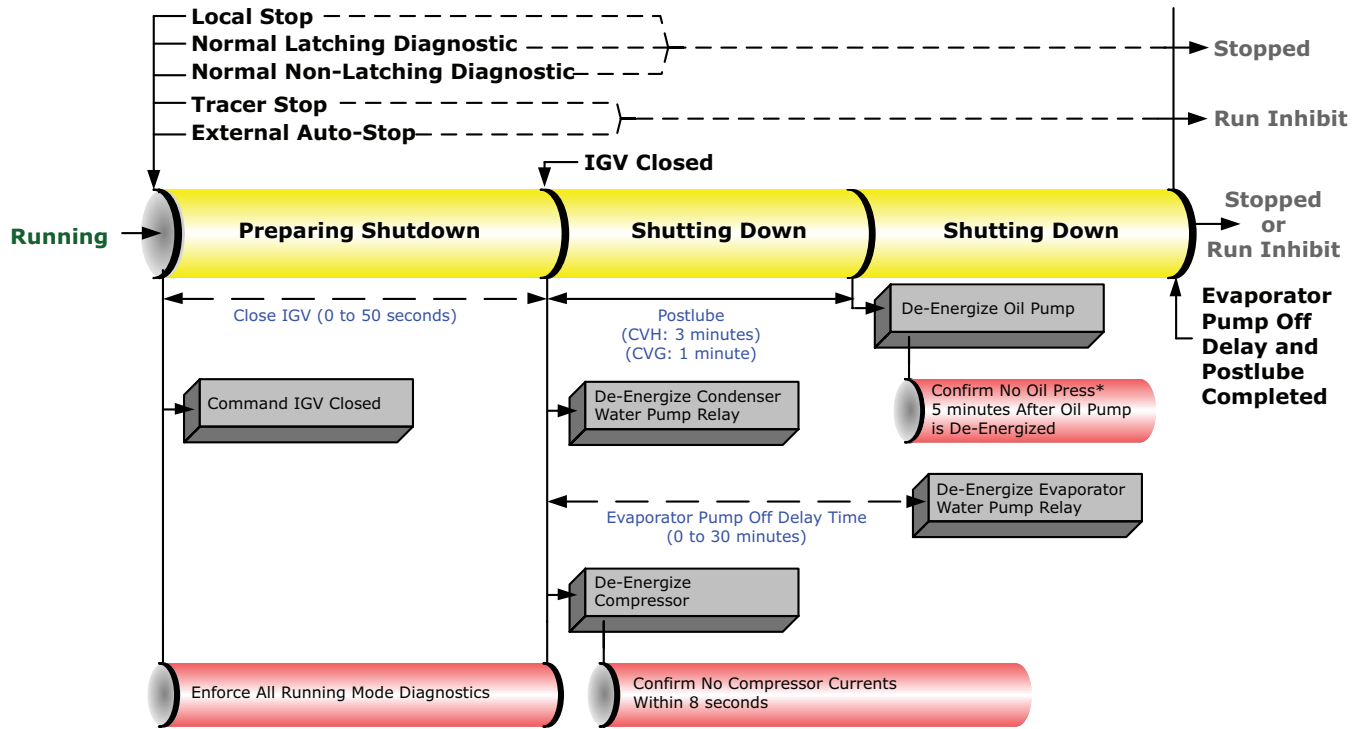 Local Stop
Normal Latching Diagnostic
Normal Non-Latching Diagnostic
Stopped
Tracer Stop
External Auto-Stop
Run Inhibit
IGV Closed
Running
Preparing Shutdown
Shutting Down
Shutting Down
Stopped
or
Run Inhibit
Close IGV (0 to 50 seconds)
Postlube
(CVH: 3 minutes)
(CVG: 1 minute)
De-Energize Oil Pump
Evaporator
Pump Off
Delay and
Postlube
Completed
Command IGV Closed
De-Energize Condenser
Water Pump Relay
Confirm No Oil Press*
5 minutes After Oil Pump
is De-Energized
Evaporator Pump Off Delay Time
(0 to 30 minutes)
De-Energize Evaporator
Water Pump Relay
De-Energize
Compressor
Enforce All Running Mode Diagnostics
Confirm No Compressor Currents
Within 8 seconds